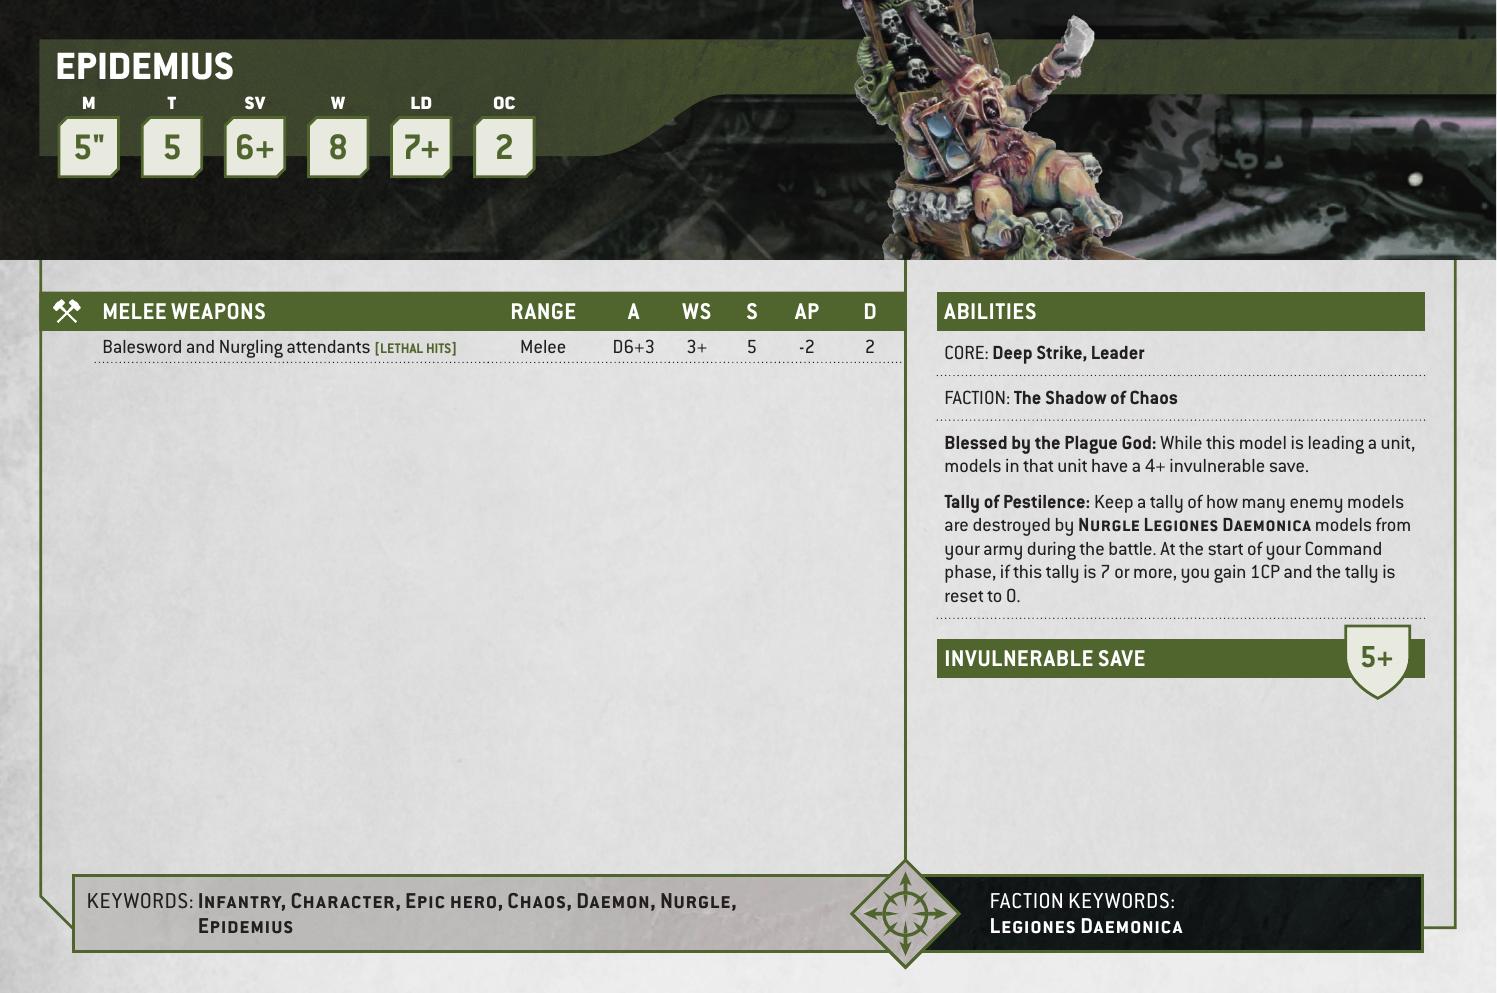 EPIDEMIUS
M T SV W LD OC
5" 5 6+ 8 7+ 2
MELEE WEAPONS RANGE A WS S AP D
Balesword and Nurgling attendants [LETHAL HITS] Melee D6+3 3+ 5 -2 2
ABILITIES
CORE: Deep Strike, Leader
FACTION: The Shadow of Chaos
Blessed by the Plague God: While this model is leading a unit,
models in that unit have a 4+ invulnerable save.
Tally of Pestilence: Keep a tally of how many enemy models
are destroyed by Nurgle Legiones Daemonica models from
your army during the battle. At the start of your Command
phase, if this tally is 7 or more, you gain 1CP and the tally is
reset to 0.
INVULNERABLE SAVE 5+
KEYWORDS: Infantry, Character, Epic hero, Chaos, Daemon, Nurgle,
Epidemius
FACTION KEYWORDS:
Legiones Daemonica